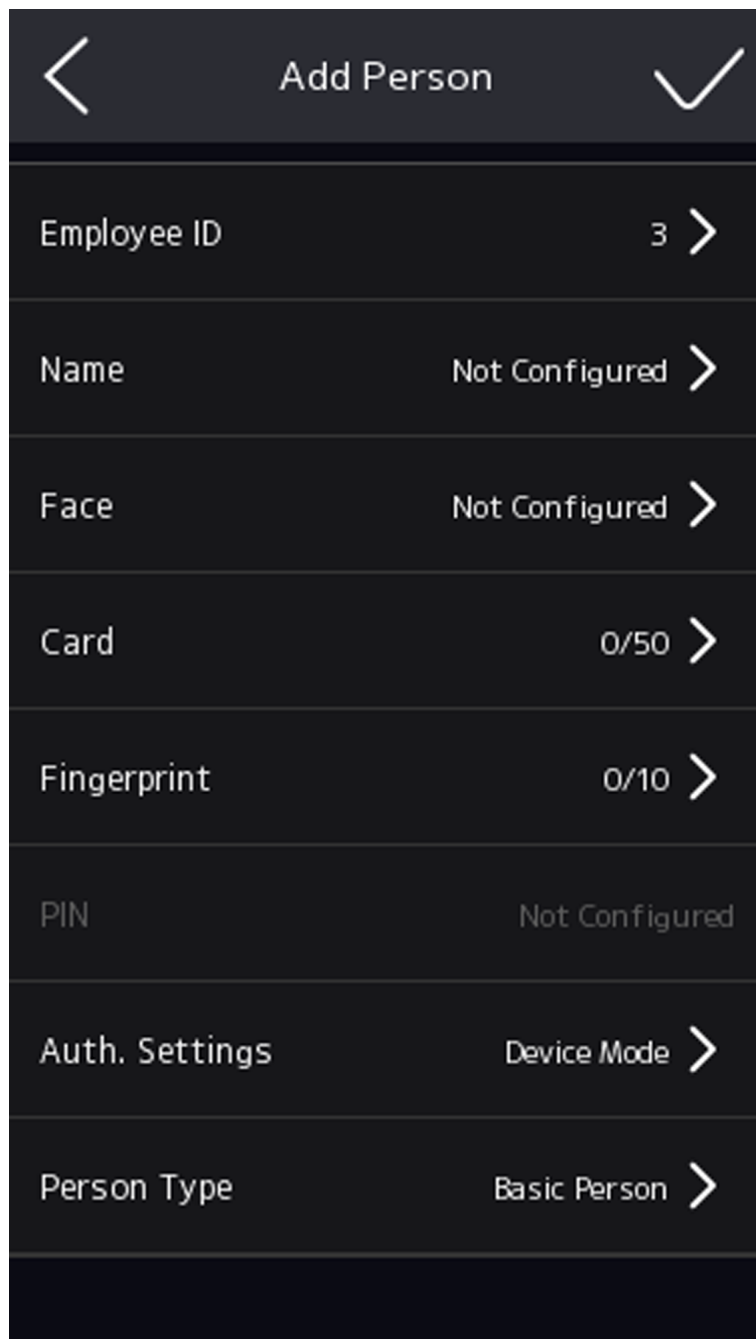 Add Person
Employee ID 3
Name Not Configured
Face Not Configured
Card 0/50
Fingerprint 0/10
PIN Not Configured
Auth. Settings Device Mode
Person Type Basic Person